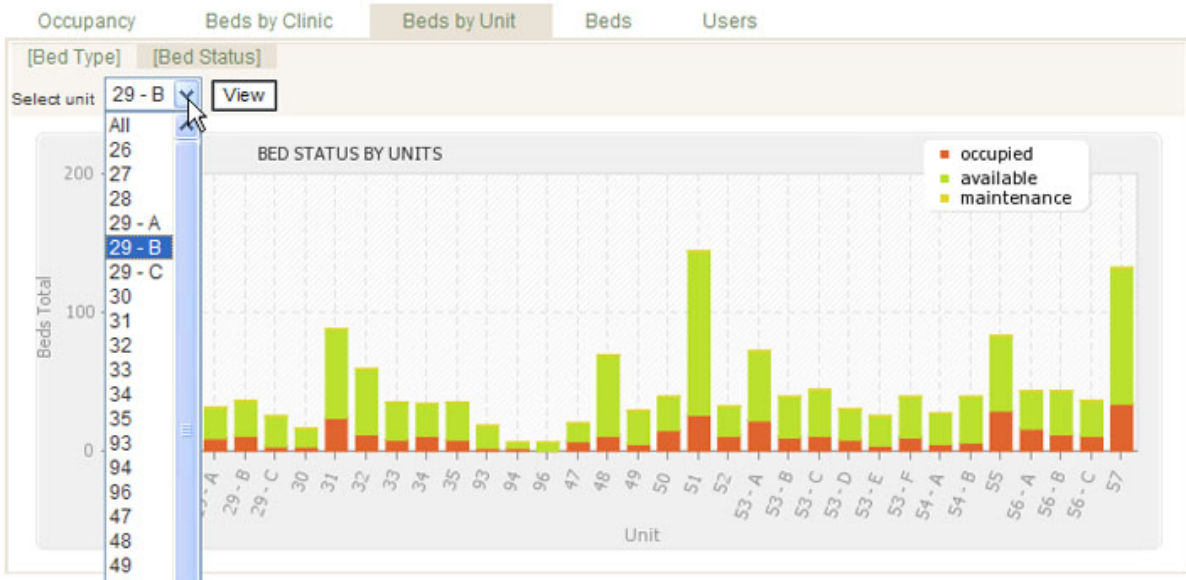 Occupancy Beds by Clinic Beds by Unit Beds Users
[Bed Type] [Bed Status]
Select unit 29 - B View
All
26
27
28
29 - A
29 - B
29 - C
30
31
32
33
34
35
93
94
96
47
48
49
BED STATUS BY UNITS
occupied
available
maintenance
200
100
0
Beds Total
29 - B 29 - C 30 31 32 33 34 35 93 94 96 47 48 49 50 51 52 53 - A 53 - B 53 - C 53 - D 53 - E 53 - F 54 - A 54 - B 55 56 - A 56 - B 56 - C 57
Unit